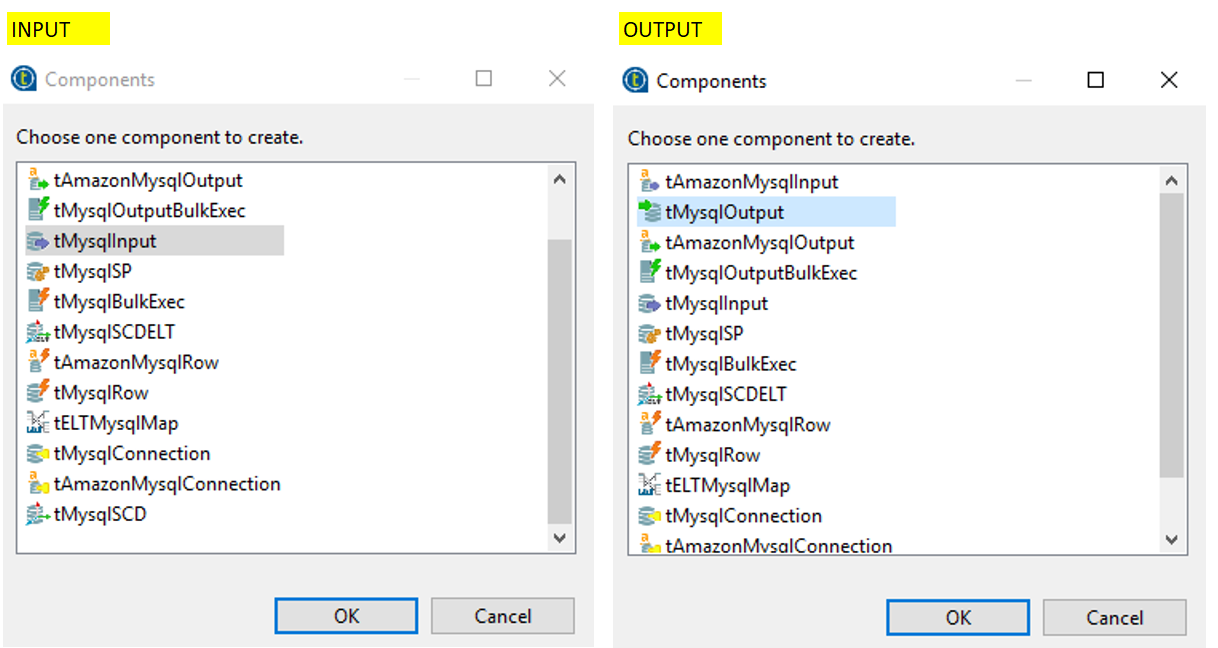 INPUT
Components
Choose one component to create.
tAmazonMysqlOutput
tMysqlOutputBulkExec
tMysqlInput
tMysqlSP
tMysqlBulkExec
tMysqlSCDELT
tAmazonMysqlRow
tMysqlRow
tELTMysqlMap
tMysqlConnection
tAmazonMysqlConnection
tMysqlSCD
OK
Cancel
OUTPUT
Components
Choose one component to create.
tAmazonMysqlInput
tMysqlOutput
tAmazonMysqlOutput
tMysqlOutputBulkExec
tMysqlInput
tMysqlSP
tMysqlBulkExec
tMysqlSCDELT
tAmazonMysqlRow
tMysqlRow
tELTMysqlMap
tMysqlConnection
tAmazonMysqlConnection
OK
Cancel